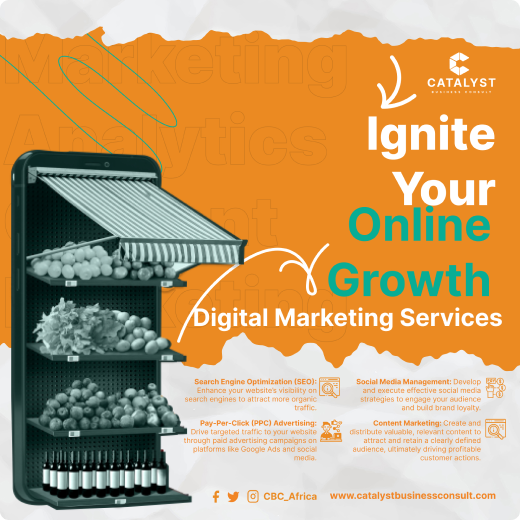 Marketing
Analytics
CATALYST
BUSINESS CONSULT
Ignite
Your
Online
Growth
Digital Marketing Services
Search Engine Optimization (SEO):
Enhance your website's visibility on
search engines to attract more organic
traffic.
Social Media Management: Develop
and execute effective social media
strategies to engage your audience
and build brand loyalty.
Pay-Per-Click (PPC) Advertising:
Drive targeted traffic to your website
through paid advertising campaigns on
platforms like Google Ads and social
media.
Content Marketing: Create and
distribute valuable, relevant content to
attract and retain a clearly defined
audience, ultimately driving profitable
customer actions.
CBC_Africa
www.catalystbusinessconsult.com